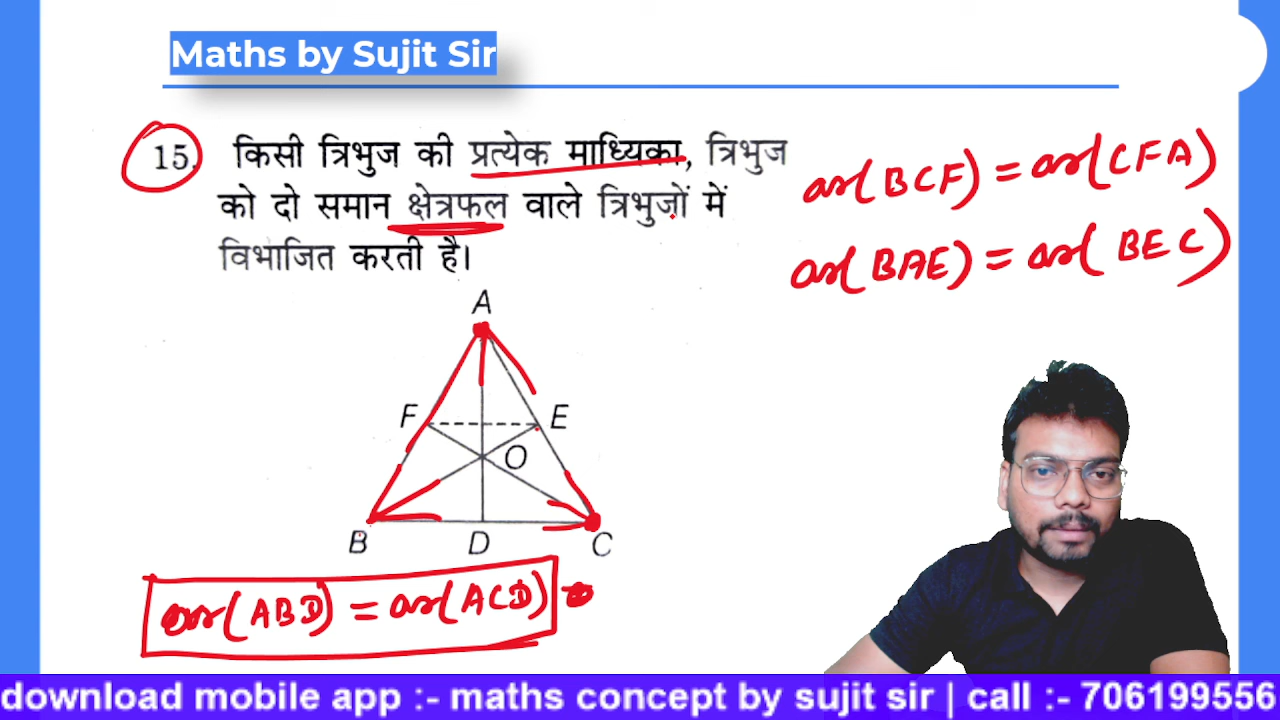 Maths by Sujit Sir
15. किसी त्रिभुज की प्रत्येक माध्यिका, त्रिभुज
को दो समान क्षेत्रफल वाले त्रिभुजों में
विभाजित करती है।
ar(BCF) = ar(CFA)
ar(BAE) = ar(BEC)
A
F E
O
B D C
ar(ABD) = ar(ACD)
download mobile app :- maths concept by sujit sir | call :- 706199556